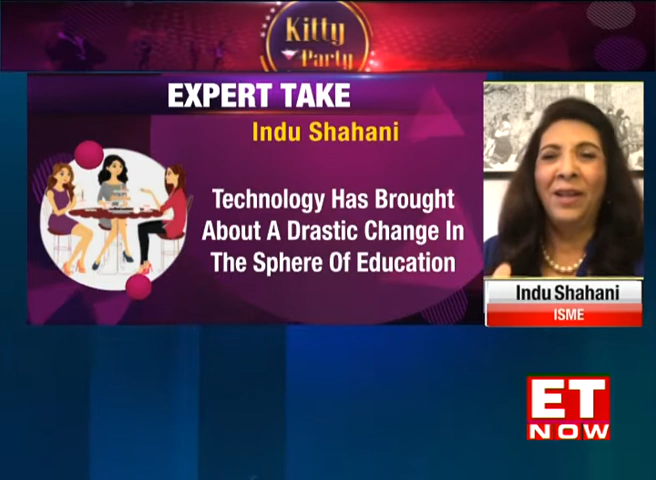 Kitty
Party
EXPERT TAKE
Indu Shahani
Technology Has Brought
About A Drastic Change In
The Sphere Of Education
Indu Shahani
ISME
ET
NOW